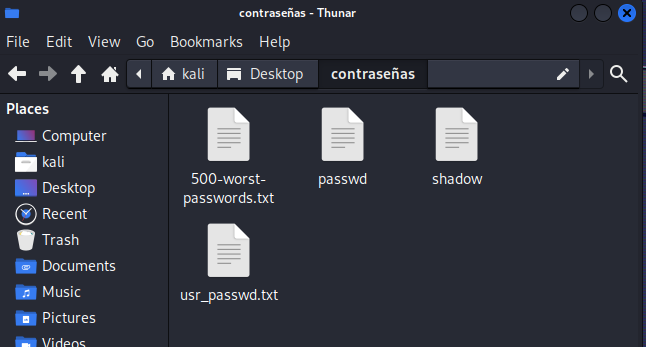 contraseñas - Thunar
File Edit View Go Bookmarks Help
kali Desktop contraseñas
Places
Computer
kali
Desktop
Recent
Trash
Documents
Music
Pictures
Videos
500-worst-
passwords.txt
passwd
shadow
usr_passwd.txt